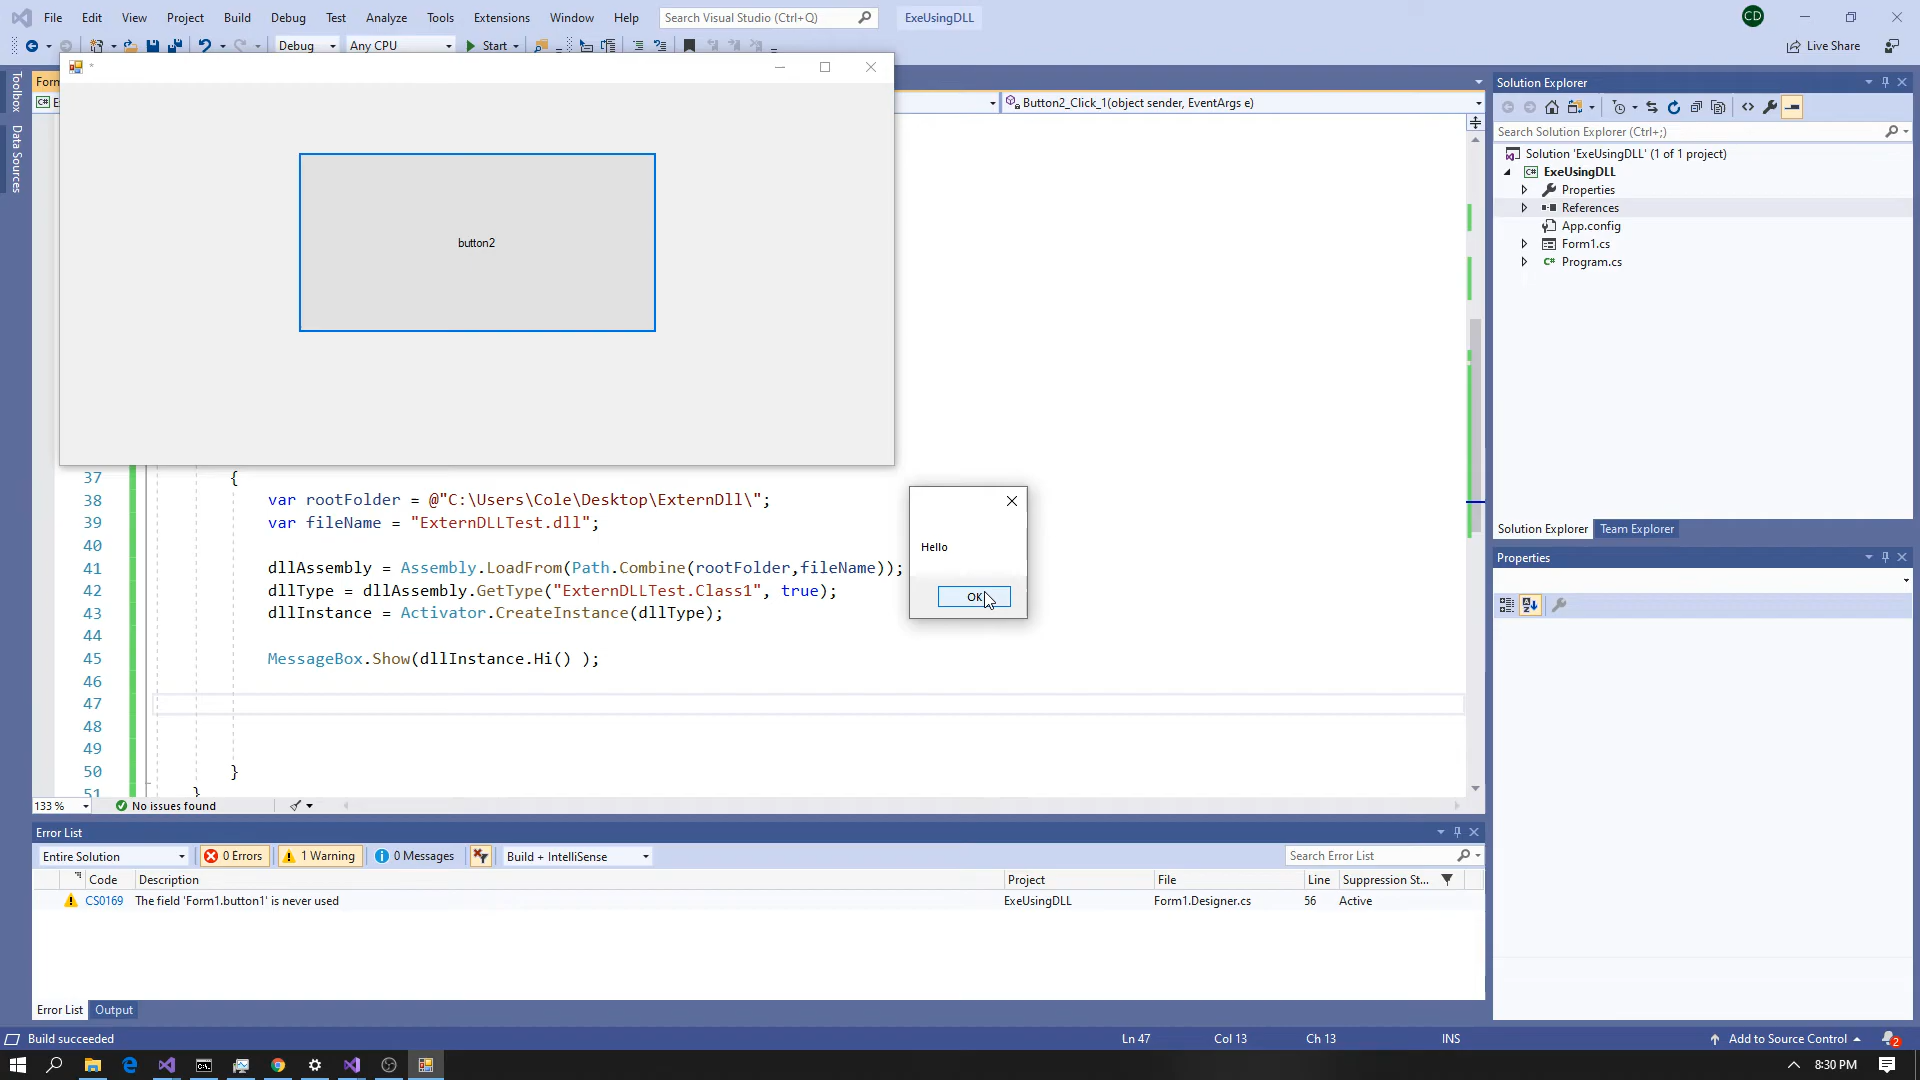 File Edit View Project Build Debug Test Analyze Tools Extensions Window Help Search Visual Studio (Ctrl+Q) ExeUsingDLL CD
Debug Any CPU Start Live Share
Toolbox
Data Sources
Form
E
Button2_Click_1(object sender, EventArgs e)
button2
37 {
38 var rootFolder = @"C:\Users\Cole\Desktop\ExternDll\";
39 var fileName = "ExternDLLTest.dll";
40
41 dllAssembly = Assembly.LoadFrom(Path.Combine(rootFolder,fileName));
42 dllType = dllAssembly.GetType("ExternDLLTest.Class1", true);
43 dllInstance = Activator.CreateInstance(dllType);
44
45 MessageBox.Show(dllInstance.Hi() );
46
47
48
49
50 }
51 }
Hello
OK
133 % No issues found
Solution Explorer
Search Solution Explorer (Ctrl+;)
Solution 'ExeUsingDLL' (1 of 1 project)
C# ExeUsingDLL
Properties
References
App.config
Form1.cs
C# Program.cs
Solution Explorer Team Explorer
Properties
Error List
Entire Solution 0 Errors 1 Warning 0 Messages Build + IntelliSense Search Error List
Code Description Project File Line Suppression St...
CS0169 The field 'Form1.button1' is never used ExeUsingDLL Form1.Designer.cs 56 Active
Error List Output
Build succeeded Ln 47 Col 13 Ch 13 INS Add to Source Control 2
8:30 PM